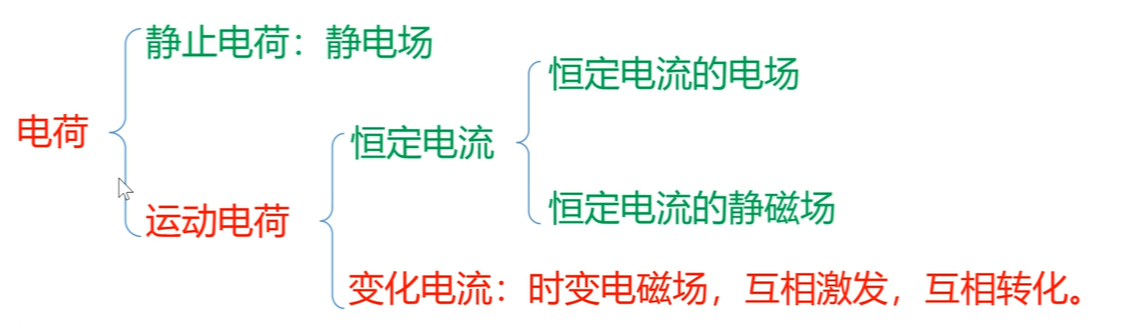 电荷
静止电荷：静电场
运动电荷
恒定电流
恒定电流的电场
恒定电流的静磁场
变化电流：时变电磁场，互相激发，互相转化。